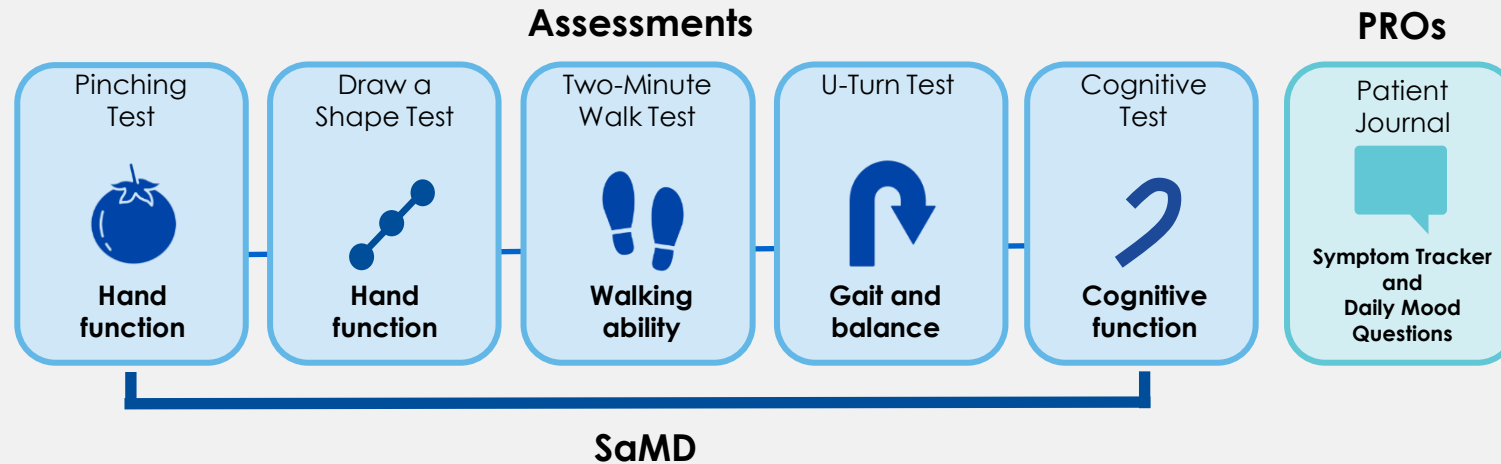 Assessments
PROs
Pinching
Test
Hand
function
Draw a
Shape Test
Hand
function
Two-Minute
Walk Test
Walking
ability
U-Turn Test
Gait and
balance
Cognitive
Test
Cognitive
function
Patient
Journal
Symptom Tracker
and
Daily Mood
Questions
SaMD